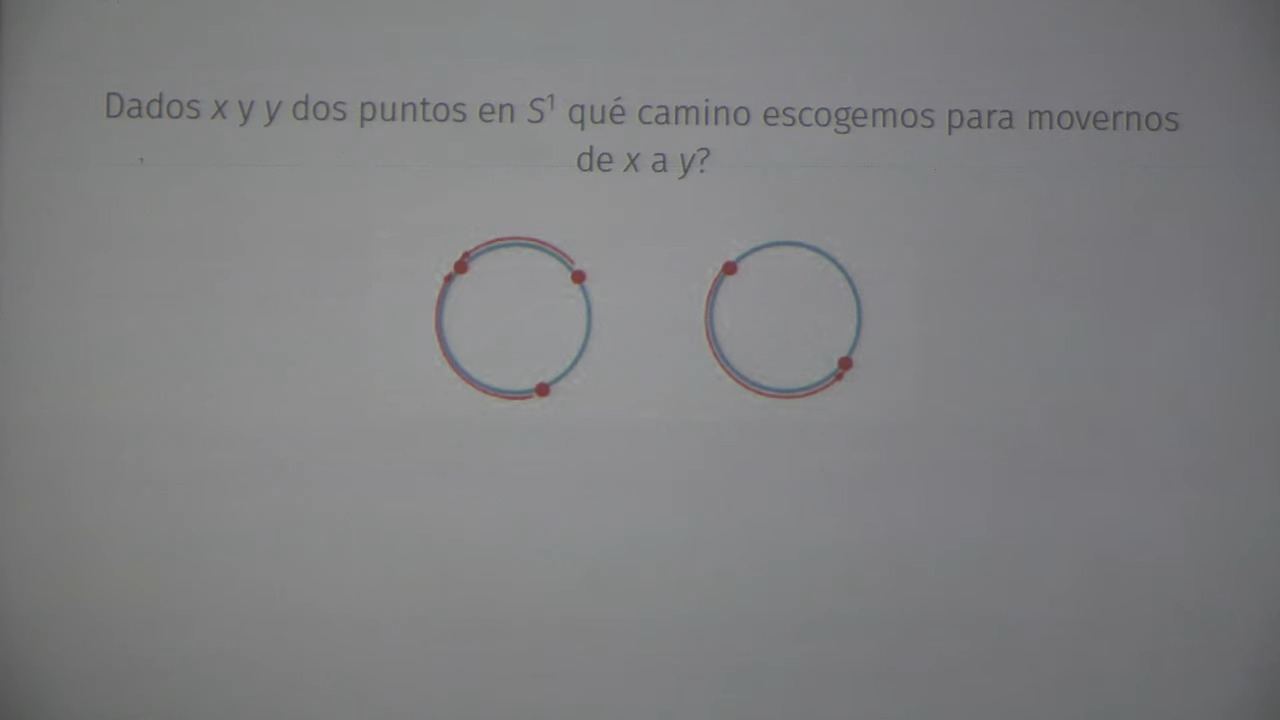 Dados x y y dos puntos en S¹ qué camino escogemos para movernos
de x a y?